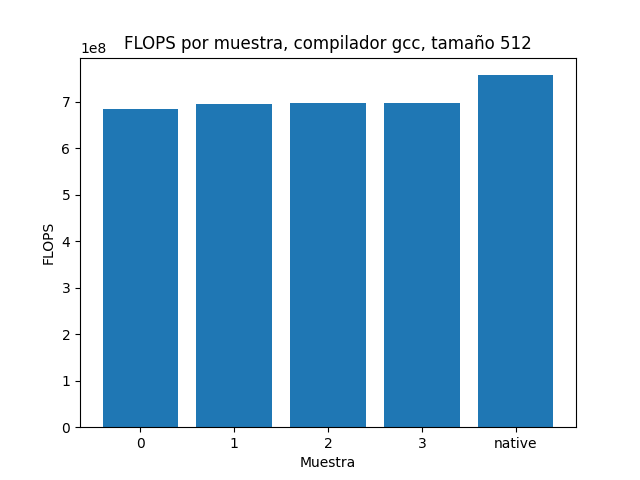 FLOPS por muestra, compilador gcc, tamaño 512
1e8
7
6
5
4
3
2
1
0
FLOPS
0 1 2 3 native
Muestra